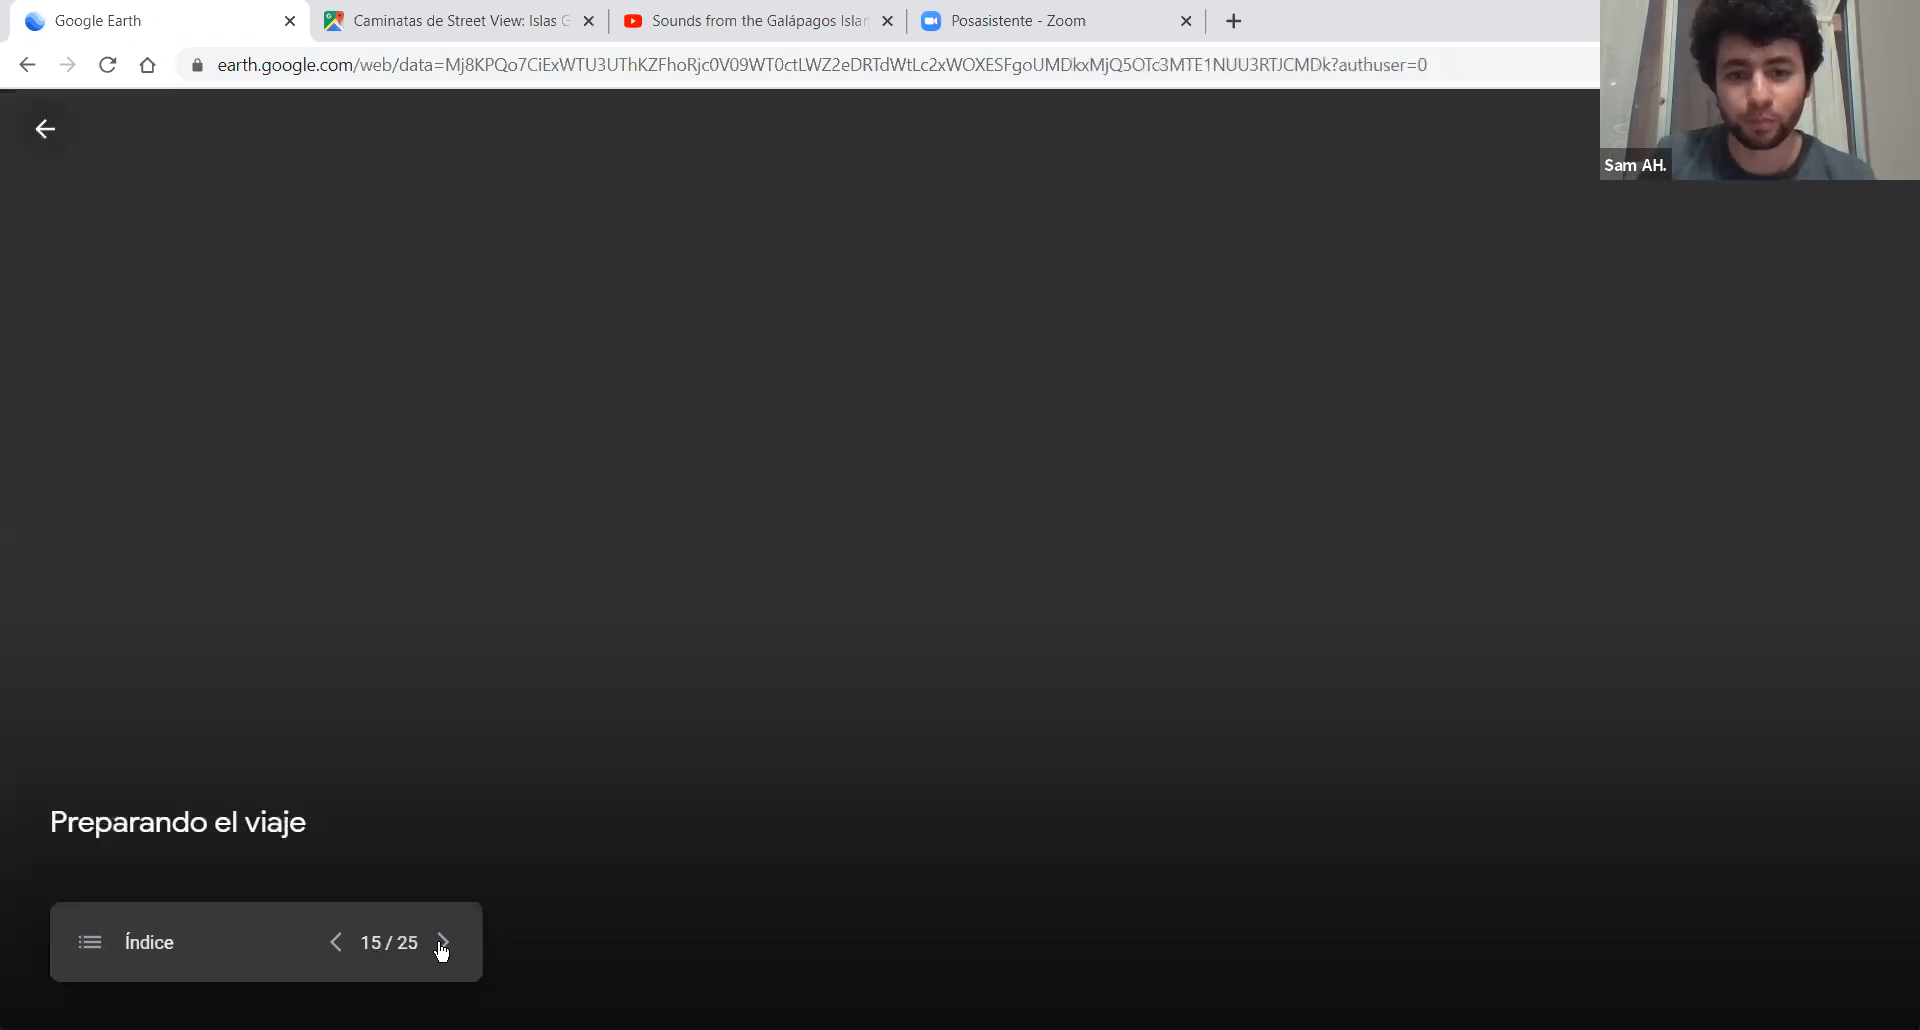 Google Earth
Caminatas de Street View: Islas G
Sounds from the Galápagos Islan
Posasistente - Zoom
earth.google.com/web/data=Mj8KPQo7CiExWTU3UThKZFhoRjc0V09WT0ctLWZ2eDRTdWtLc2xWOXESFgoUMDkxMjQ5OTc3MTE1NUU3RTJCMDk?authuser=0
Sam AH.
Preparando el viaje
Índice
15 / 25